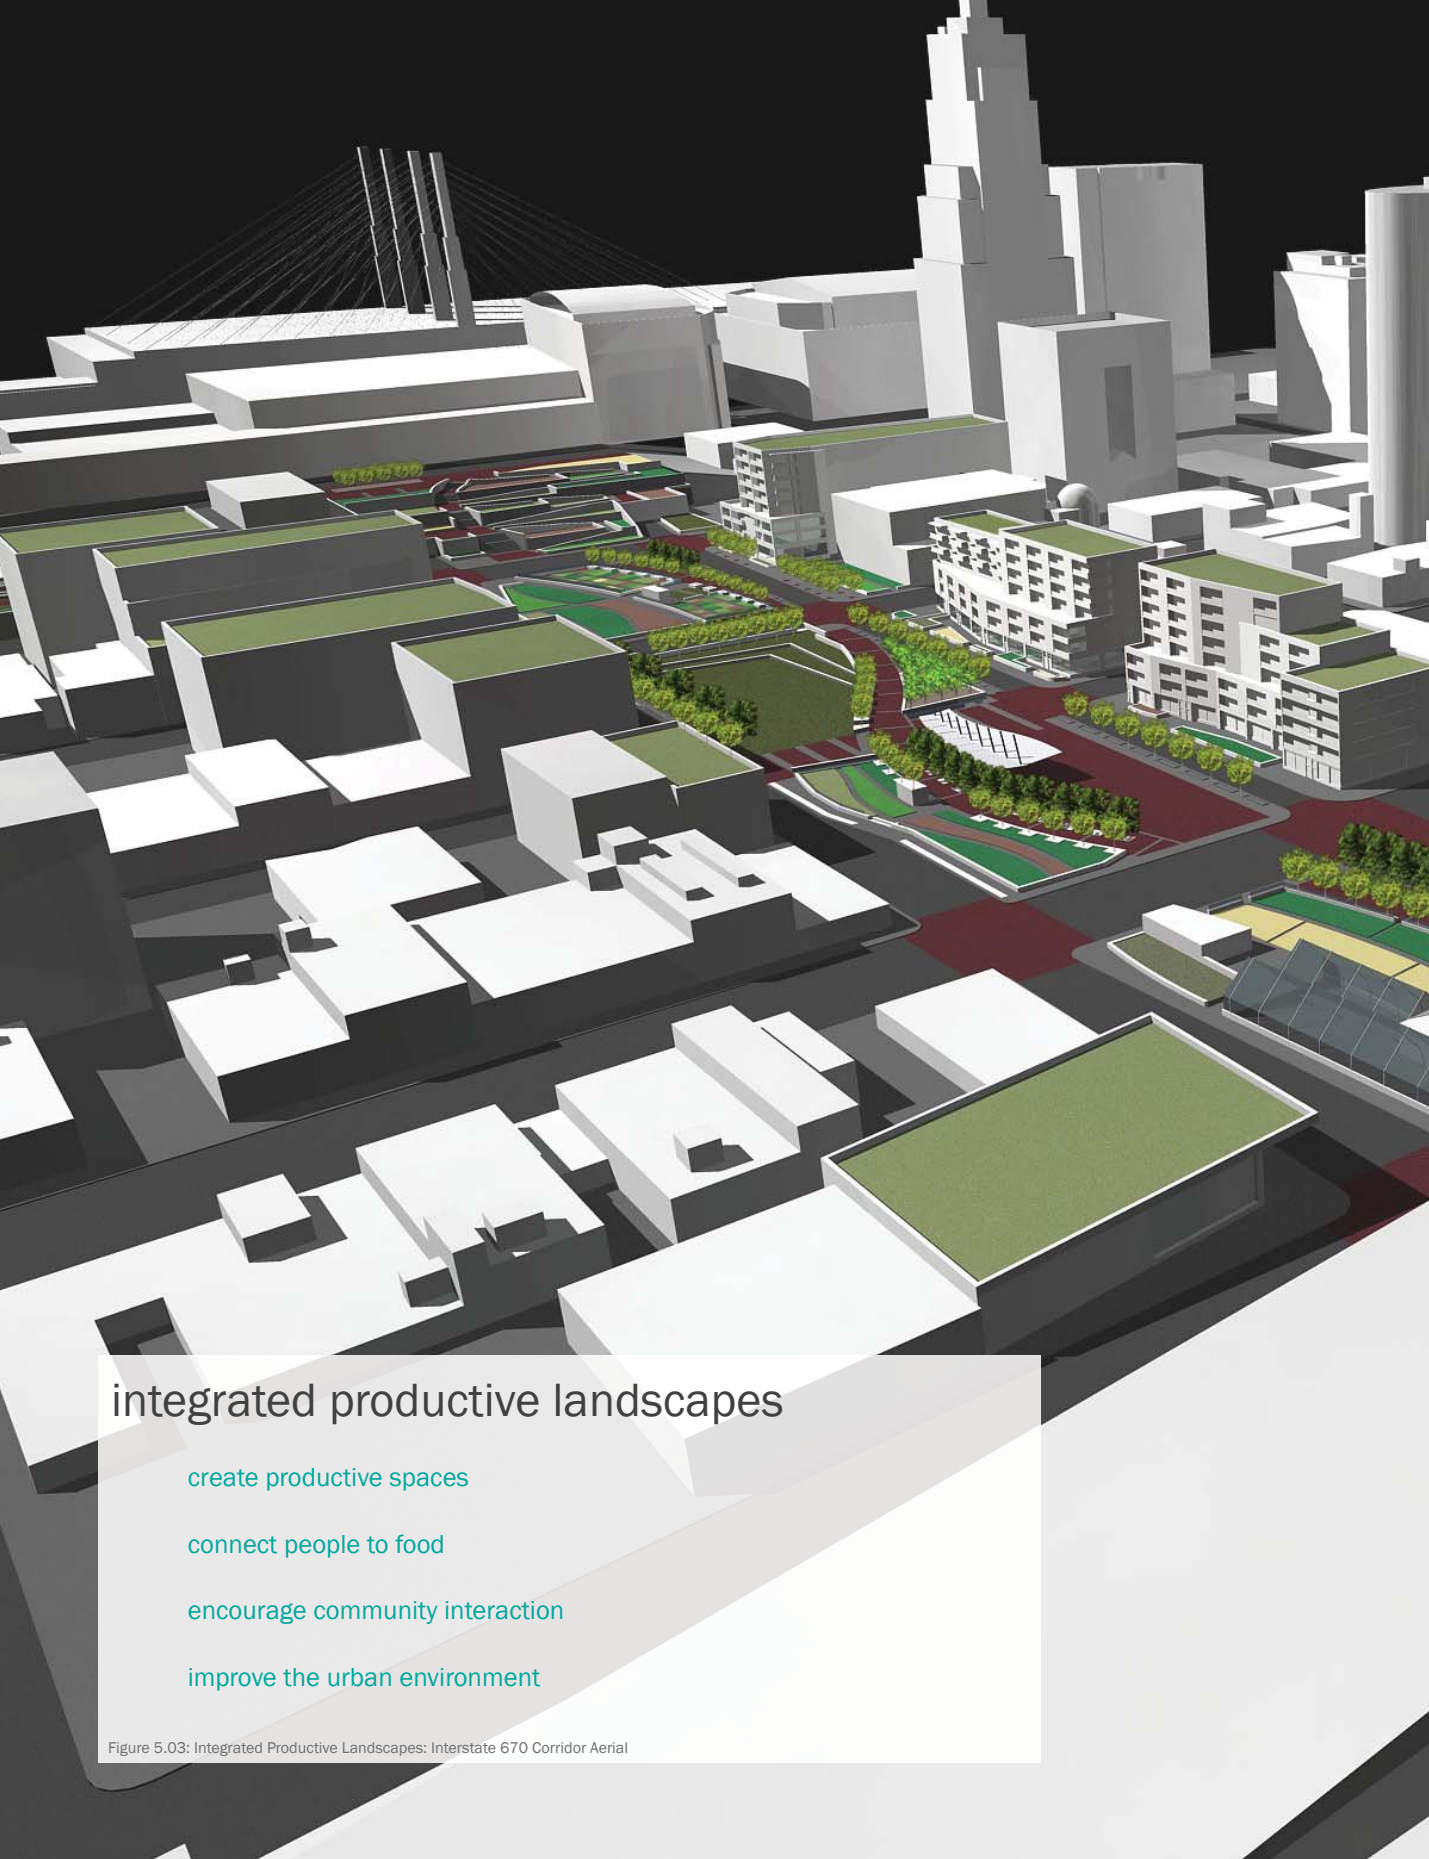 integrated productive landscapes
create productive spaces
connect people to food
encourage community interaction
improve the urban environment
Figure 5.03: Integrated Productive Landscapes: Interstate 670 Corridor Aerial